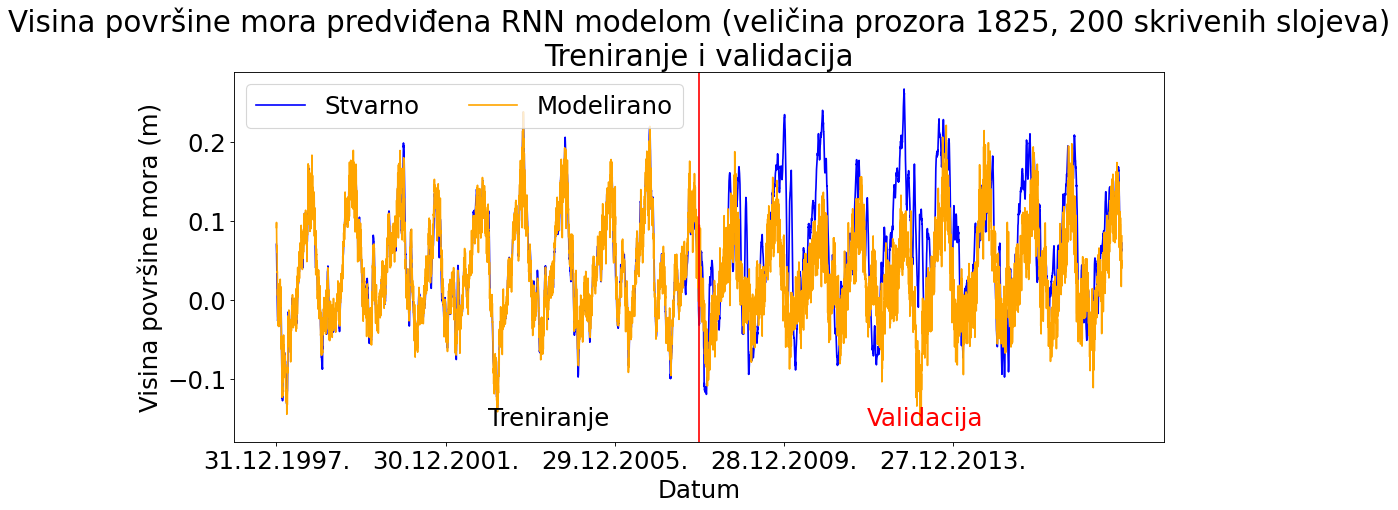 Visina površine mora predviđena RNN modelom (veličina prozora 1825, 200 skrivenih slojeva)
Treniranje i validacija
Stvarno
Modelirano
Visina površine mora (m)
0.2
0.1
0.0
−0.1
Treniranje
Validacija
31.12.1997.
30.12.2001.
29.12.2005.
28.12.2009.
27.12.2013.
Datum